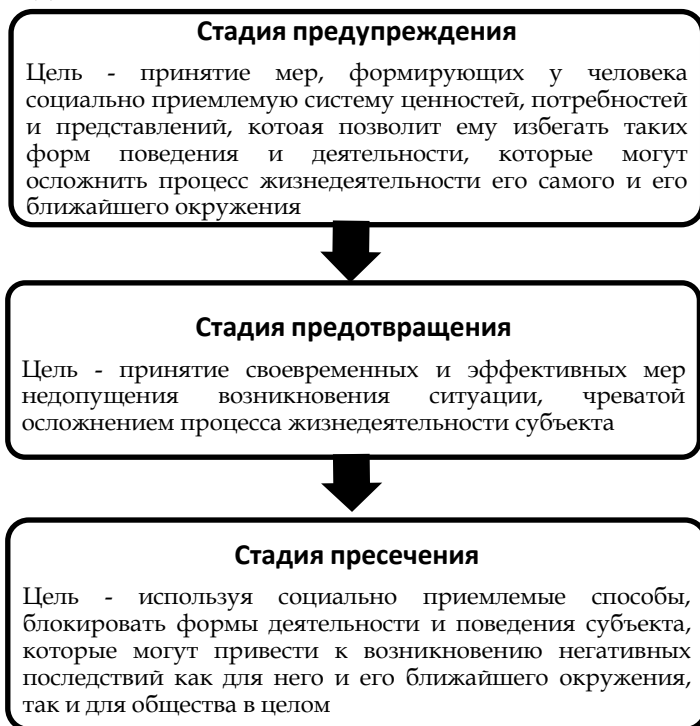 Стадия предупреждения
Цель - принятие мер, формирующих у человека
социально приемлемую систему ценностей, потребностей
и представлений, котоая позволит ему избегать таких
форм поведения и деятельности, которые могут
осложнить процесс жизнедеятельности его самого и его
ближайшего окружения
Стадия предотвращения
Цель - принятие своевременных и эффективных мер
недопущения возникновения ситуации, чреватой
осложнением процесса жизнедеятельности субъекта
Стадия пресечения
Цель - используя социально приемлемые способы,
блокировать формы деятельности и поведения субъекта,
которые могут привести к возникновению негативных
последствий как для него и его ближайшего окружения,
так и для общества в целом